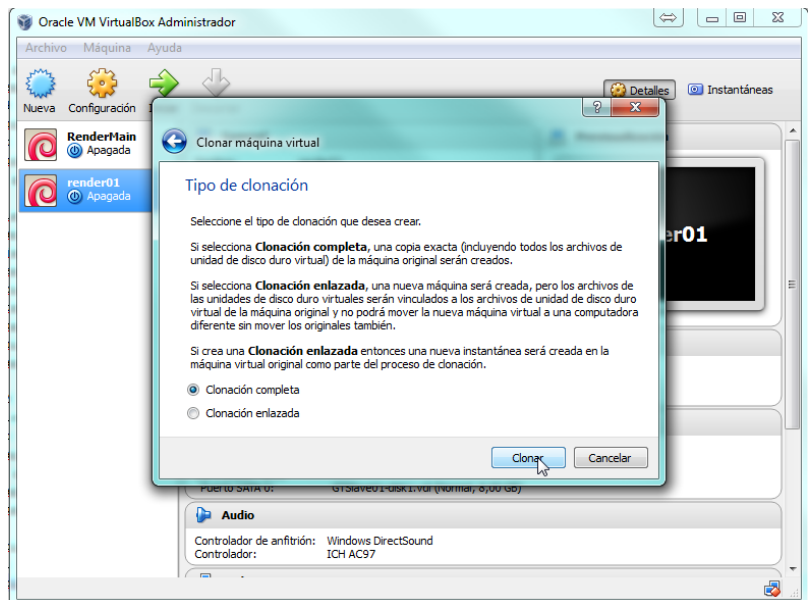 Oracle VM VirtualBox Administrador
Archivo Máquina Ayuda
Nueva Configuración
Detalles Instantáneas
RenderMain
Apagada
render01
Apagada
Clonar máquina virtual
Tipo de clonación
Seleccione el tipo de clonación que desea crear.
Si selecciona Clonación completa, una copia exacta (incluyendo todos los archivos de
unidad de disco duro virtual) de la máquina original serán creados.
Si selecciona Clonación enlazada, una nueva máquina será creada, pero los archivos de
las unidades de disco duro virtuales serán vinculados a los archivos de unidad de disco duro
virtual de la máquina original y no podrá mover la nueva máquina virtual a una computadora
diferente sin mover los originales también.
Si crea una Clonación enlazada entonces una nueva instantánea será creada en la
máquina virtual original como parte del proceso de clonación.
Clonación completa
Clonación enlazada
Clonar Cancelar
er01
Puerto SATA 0: GTSlave01-disk1.vdi (Normal, 8,00 GB)
Audio
Controlador de anfitrión: Windows DirectSound
Controlador: ICH AC97